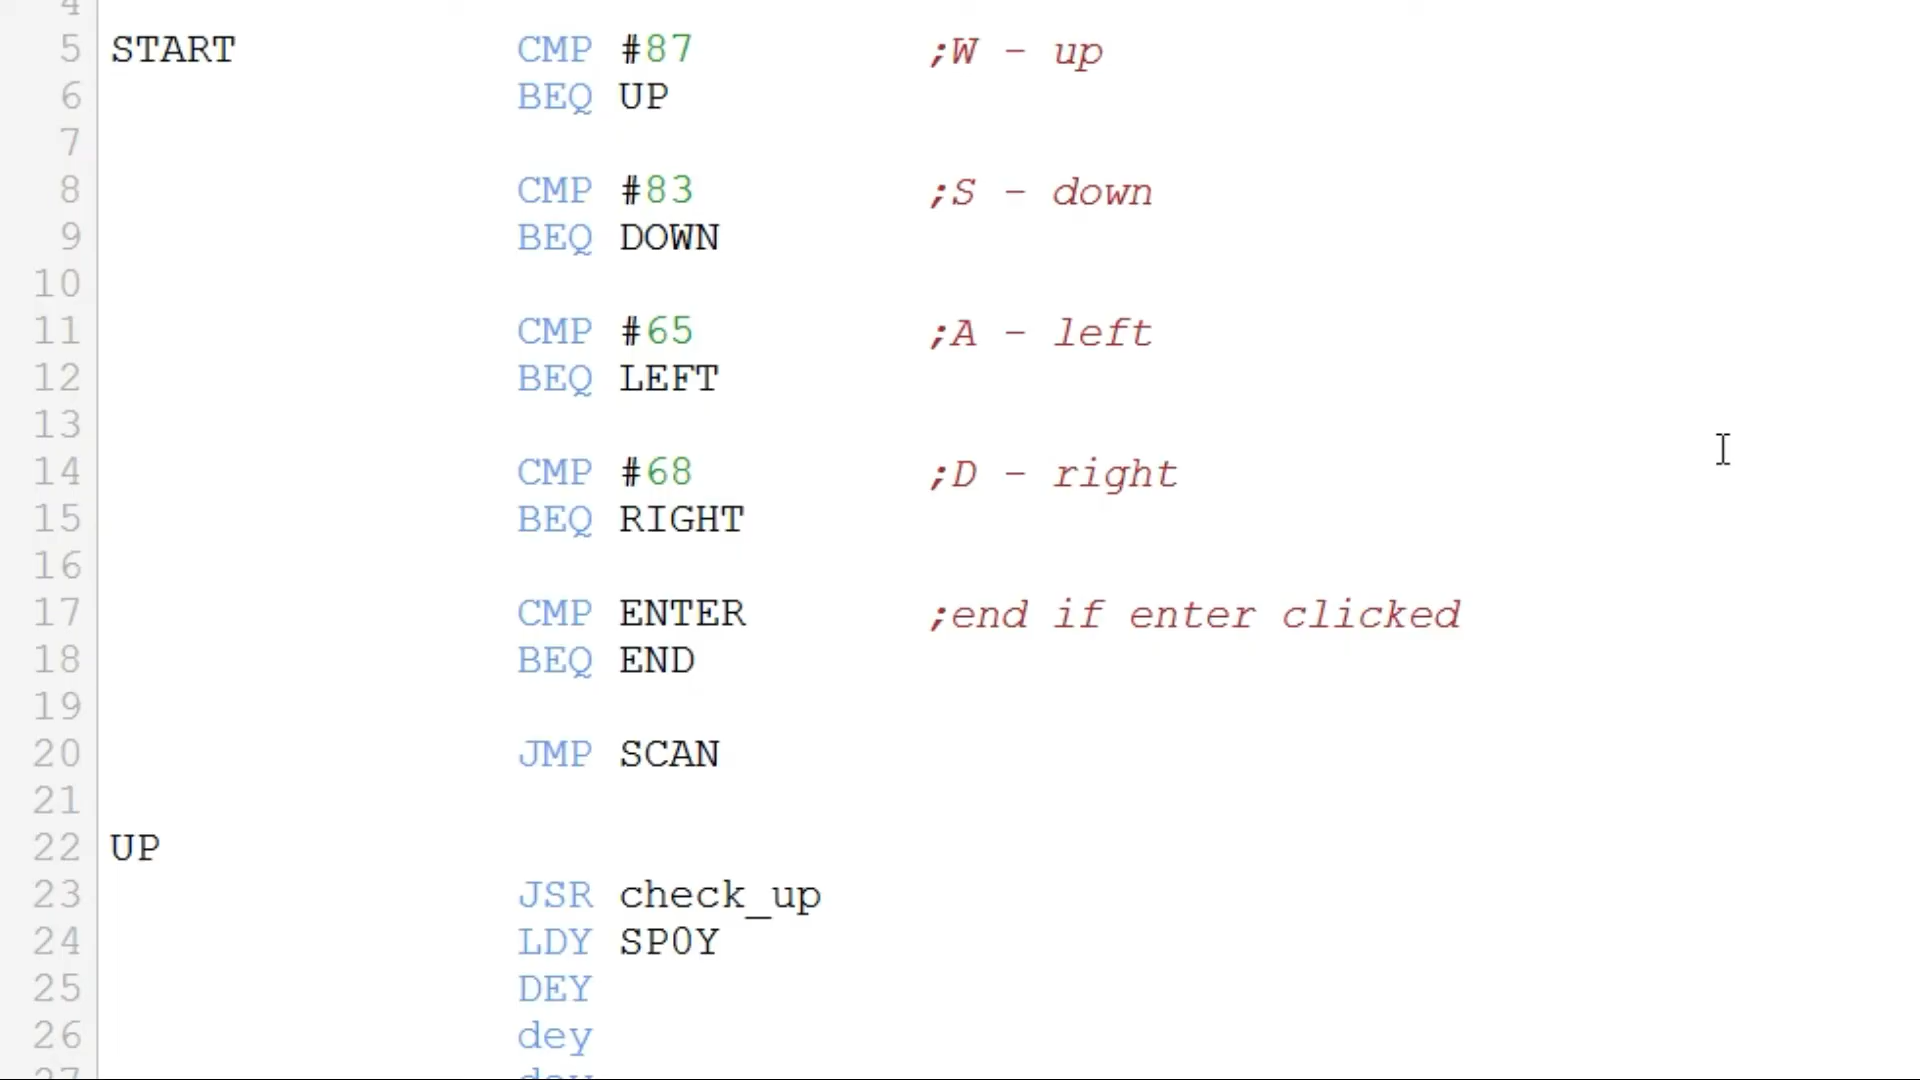 4
5 START CMP #87 ;W - up
6 BEQ UP
7
8 CMP #83 ;S - down
9 BEQ DOWN
10
11 CMP #65 ;A - left
12 BEQ LEFT
13
14 CMP #68 ;D - right
15 BEQ RIGHT
16
17 CMP ENTER ;end if enter clicked
18 BEQ END
19
20 JMP SCAN
21
22 UP
23 JSR check_up
24 LDY SP0Y
25 DEY
26 dey
27 dey